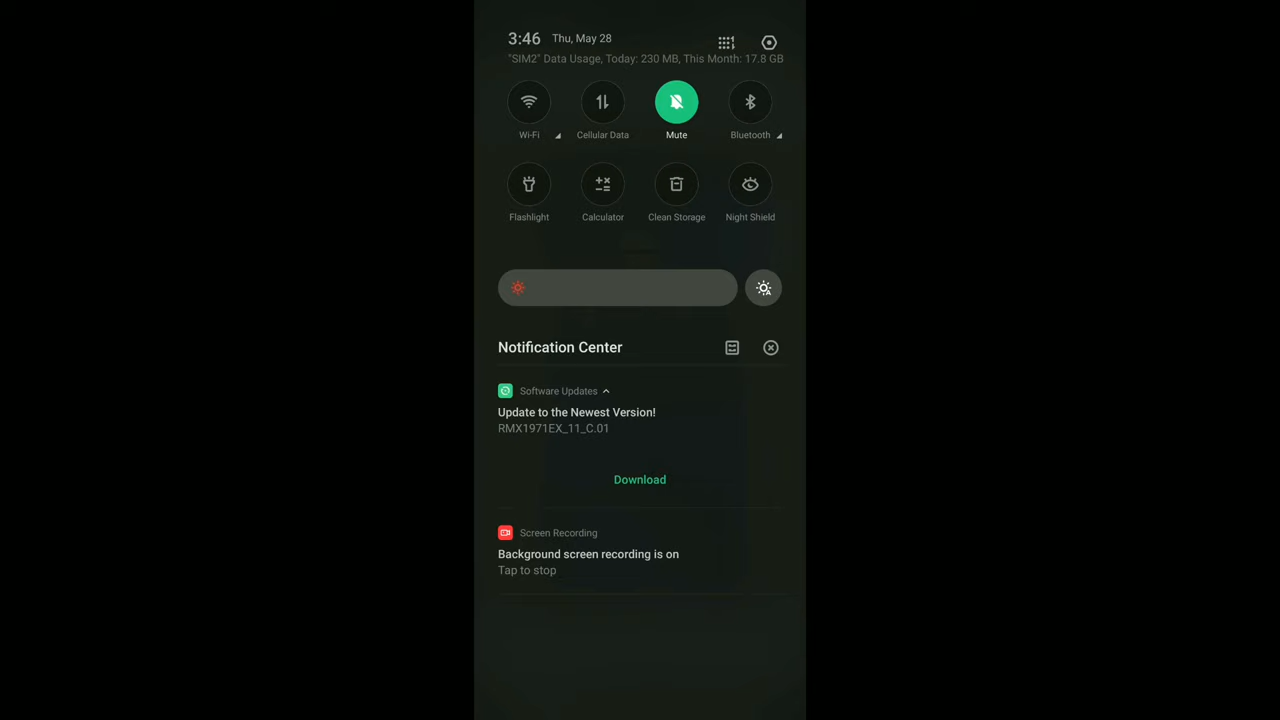 3:46 Thu, May 28
"SIM2" Data Usage, Today: 230 MB, This Month: 17.8 GB
Wi-Fi Cellular Data Mute Bluetooth
Flashlight Calculator Clean Storage Night Shield
Notification Center
Software Updates
Update to the Newest Version!
RMX1971EX_11_C.01
Download
Screen Recording
Background screen recording is on
Tap to stop